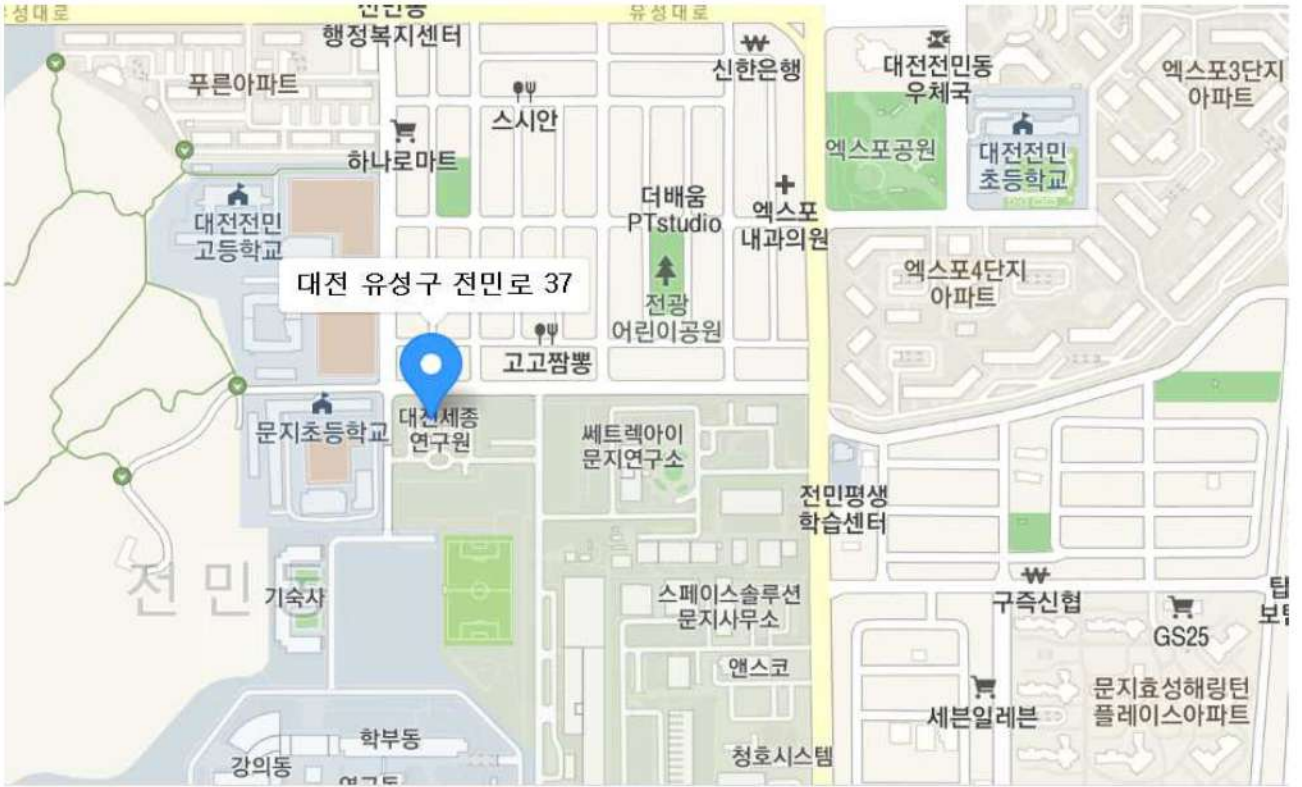 유성대로
유성대로
전민동
행정복지센터
신한은행
대전전민동
우체국
엑스포3단지
아파트
푸른아파트
스시안
하나로마트
엑스포공원
대전전민
초등학교
더배움
PTstudio
엑스포
내과의원
대전전민
고등학교
대전 유성구 전민로 37
엑스포4단지
아파트
전광
어린이공원
고고짬뽕
문지초등학교
대전세종
연구원
쎄트렉아이
문지연구소
전민평생
학습센터
전민
기숙사
스페이스솔루션
문지사무소
구즉신협
GS25
탑
앤스코
세븐일레븐
문지효성해링턴
플레이스아파트
학부동
강의동
연구동
청호시스템